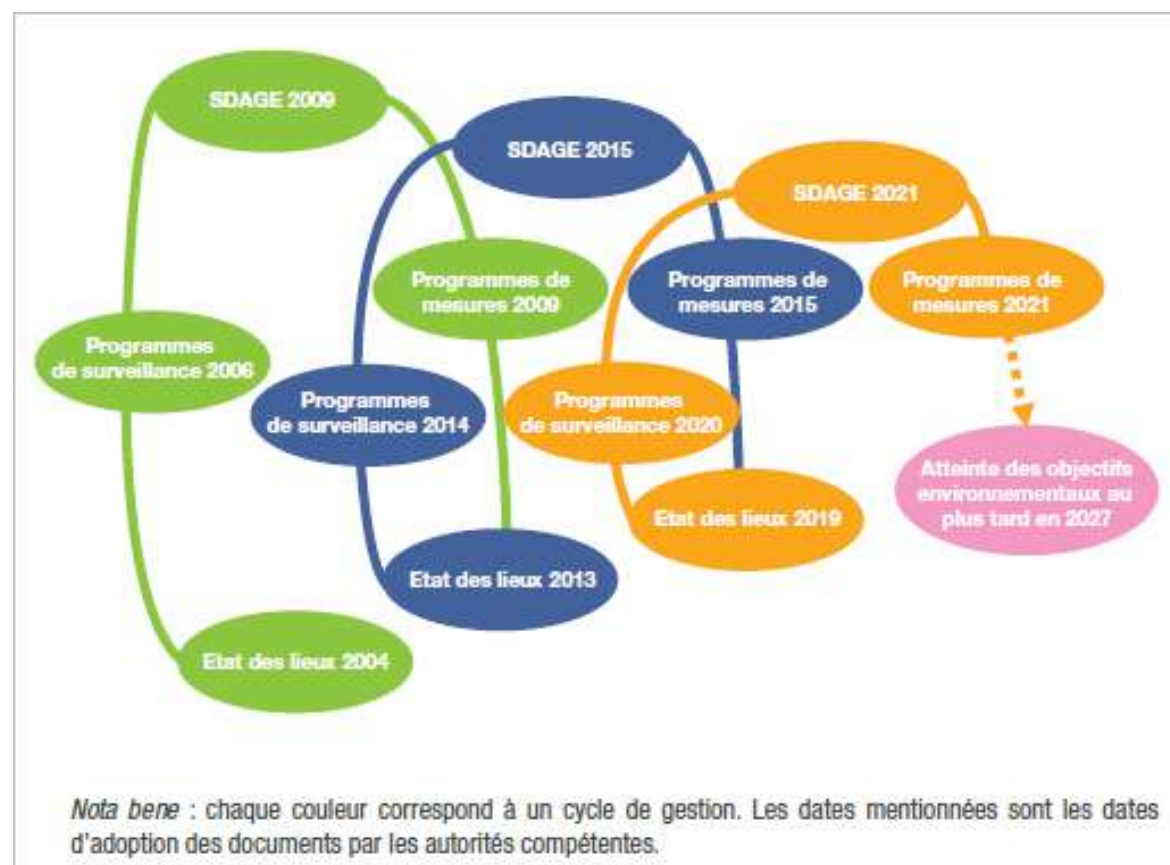 SDAGE 2009
SDAGE 2015
SDAGE 2021
Programmes de
mesures 2009
Programmes de
mesures 2015
Programmes de
mesures 2021
Programmes
de surveillance 2006
Programmes
de surveillance 2014
Programmes
de surveillance 2020
Atteinte des objectifs
environnementaux au
plus tard en 2027
Etat des lieux 2019
Etat des lieux 2013
Etat des lieux 2004
Nota bene : chaque couleur correspond à un cycle de gestion. Les dates mentionnées sont les dates
d'adoption des documents par les autorités compétentes.